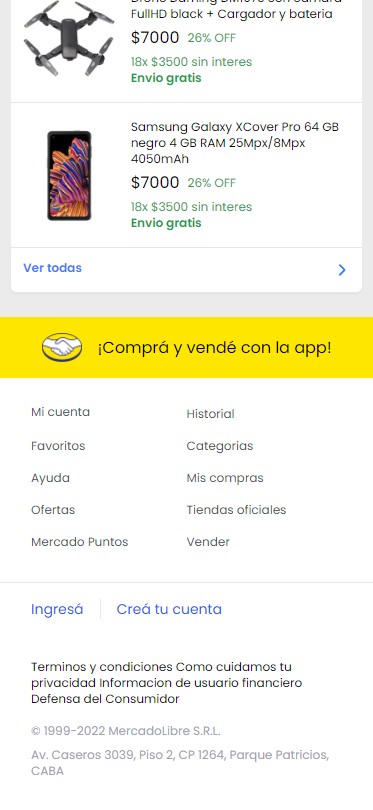 FullHD black + Cargador y bateria
$7000 26% OFF
18x $3500 sin interes
Envio gratis
Samsung Galaxy XCover Pro 64 GB
negro 4 GB RAM 25Mpx/8Mpx
4050mAh
$7000 26% OFF
18x $3500 sin interes
Envio gratis
Ver todas
¡Comprá y vendé con la app!
Mi cuenta
Historial
Favoritos
Categorias
Ayuda
Mis compras
Ofertas
Tiendas oficiales
Mercado Puntos
Vender
Ingresá
Creá tu cuenta
Terminos y condiciones Como cuidamos tu
privacidad Informacion de usuario financiero
Defensa del Consumidor
© 1999-2022 MercadoLibre S.R.L.
Av. Caseros 3039, Piso 2, CP 1264, Parque Patricios,
CABA